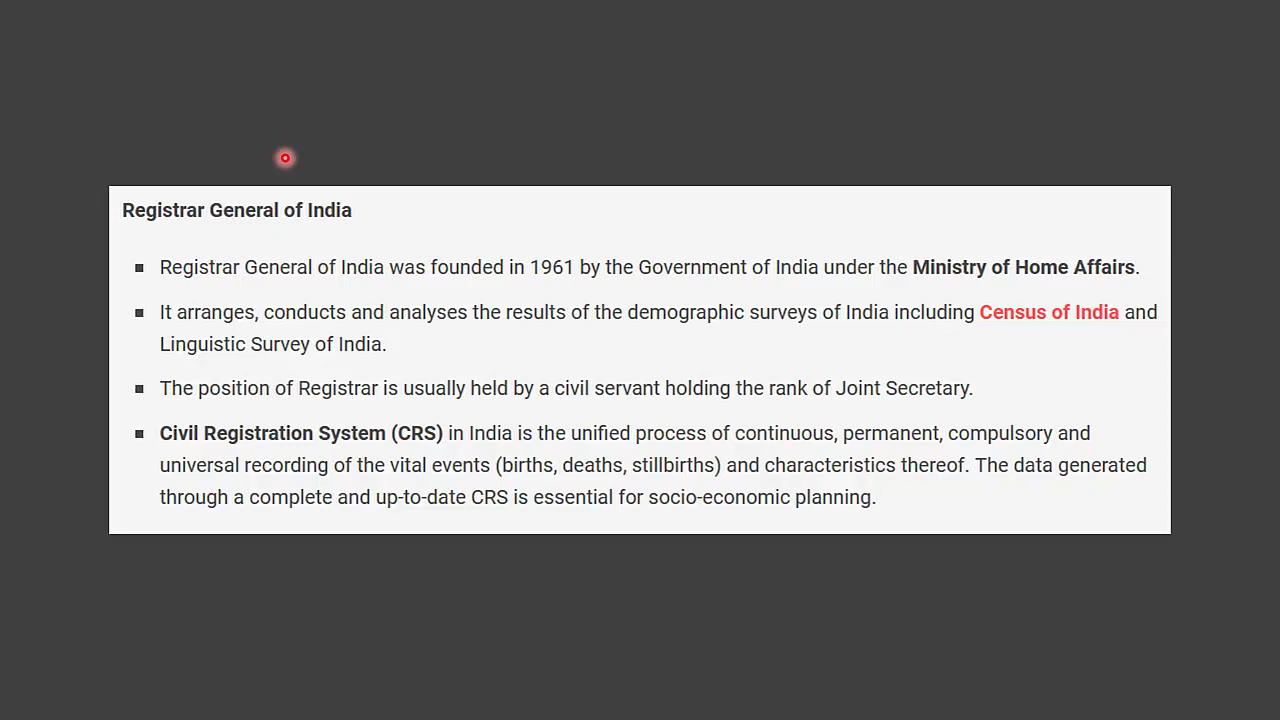 Registrar General of India
Registrar General of India was founded in 1961 by the Government of India under the Ministry of Home Affairs.
It arranges, conducts and analyses the results of the demographic surveys of India including Census of India and
Linguistic Survey of India.
The position of Registrar is usually held by a civil servant holding the rank of Joint Secretary.
Civil Registration System (CRS) in India is the unified process of continuous, permanent, compulsory and
universal recording of the vital events (births, deaths, stillbirths) and characteristics thereof. The data generated
through a complete and up-to-date CRS is essential for socio-economic planning.